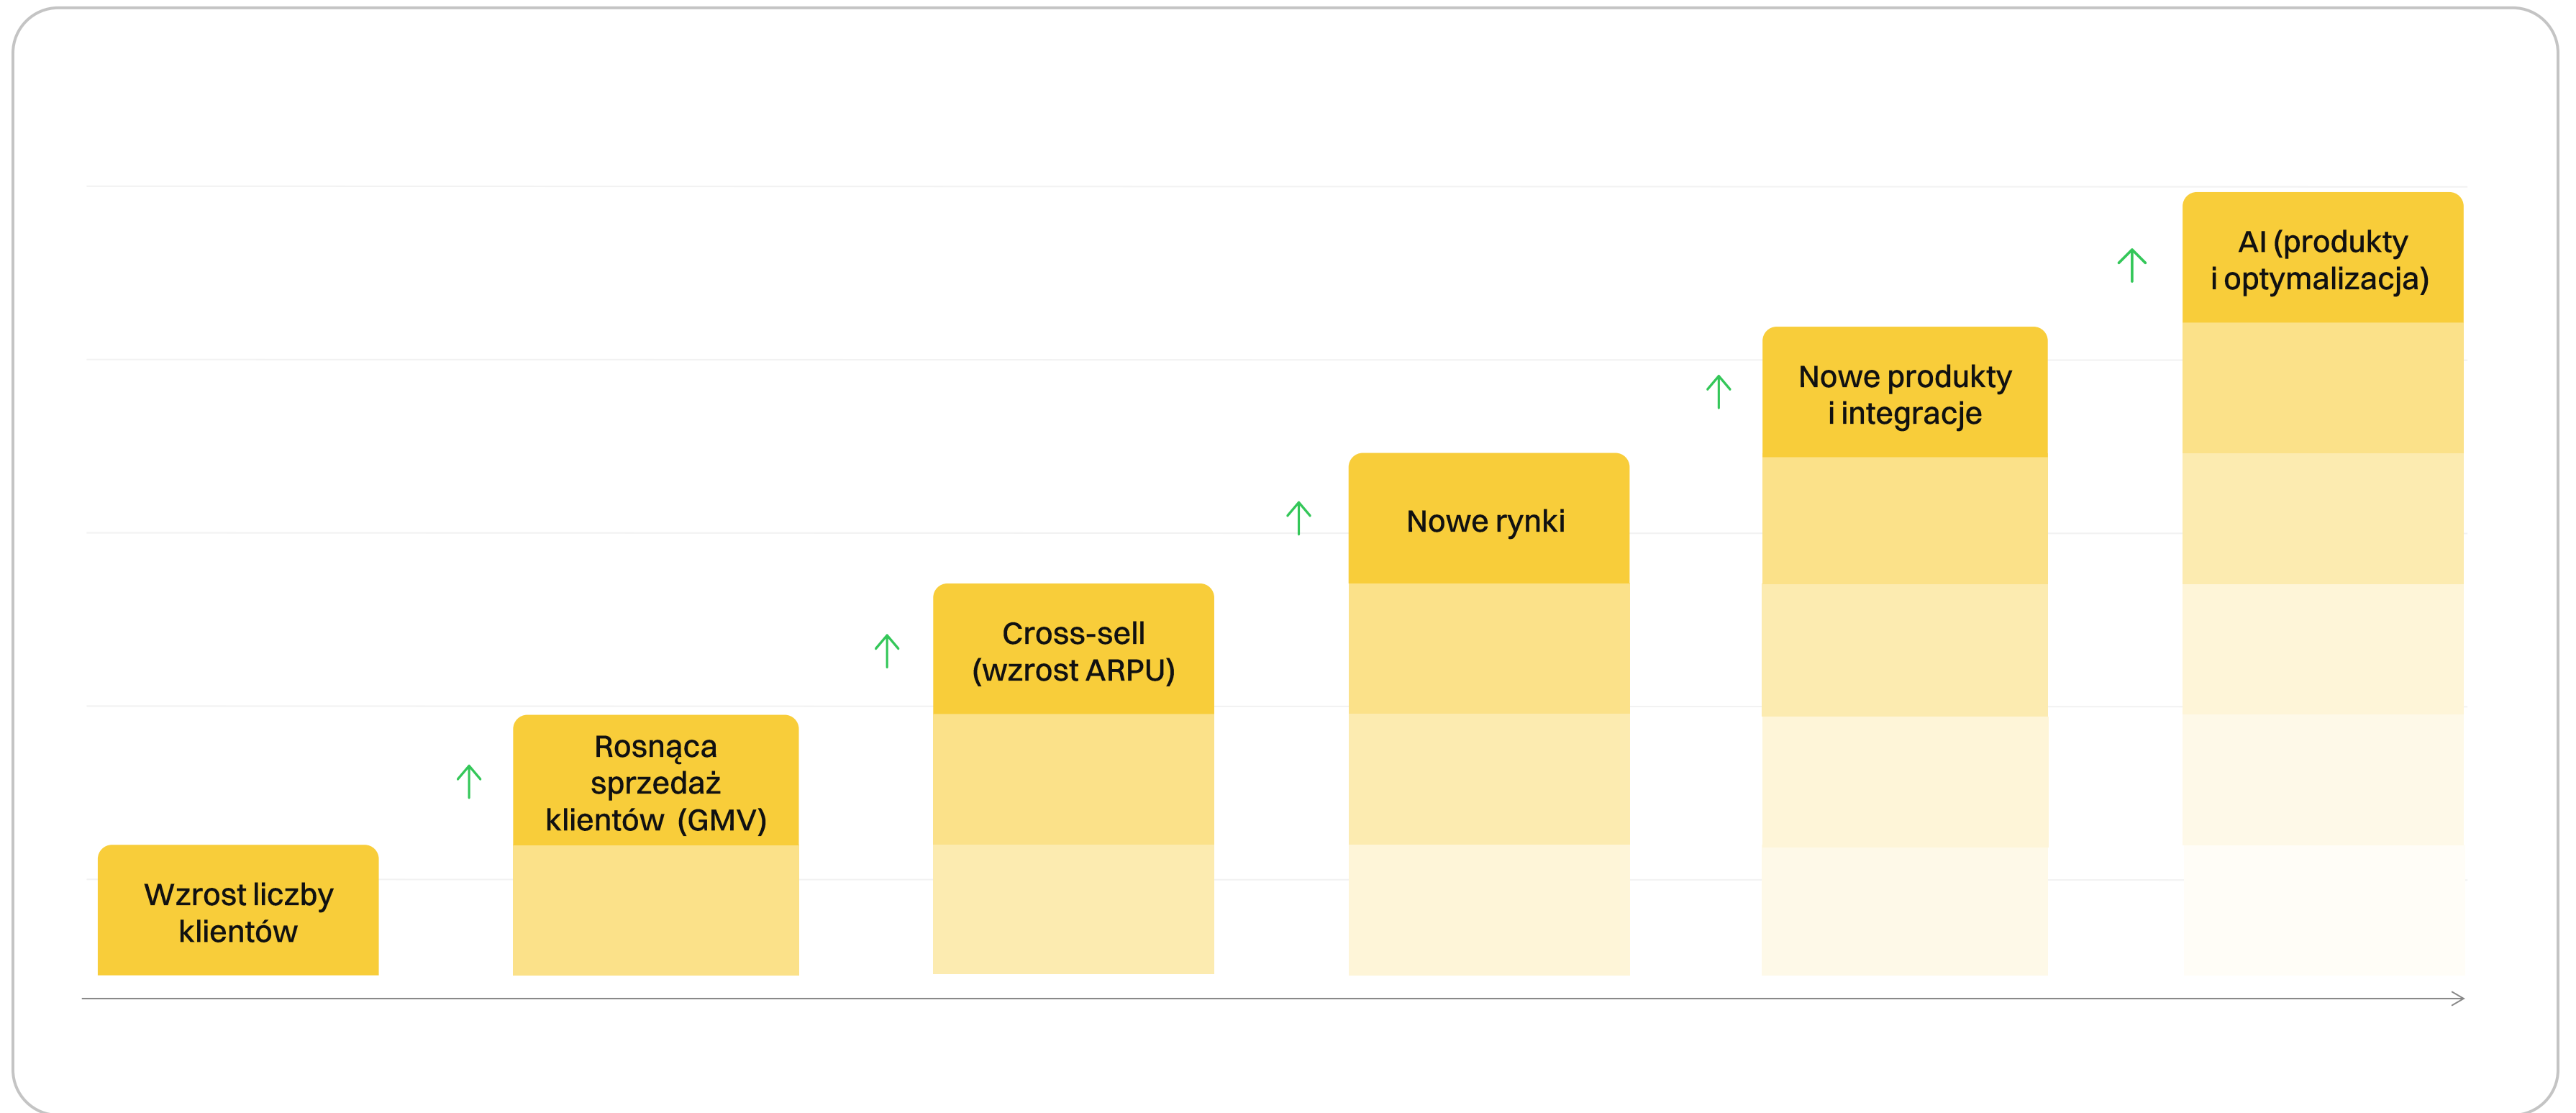 Wzrost liczby
klientów
Rosnąca
sprzedaż
klientów (GMV)
Cross-sell
(wzrost ARPU)
Nowe rynki
Nowe produkty
i integracje
AI (produkty
i optymalizacja)